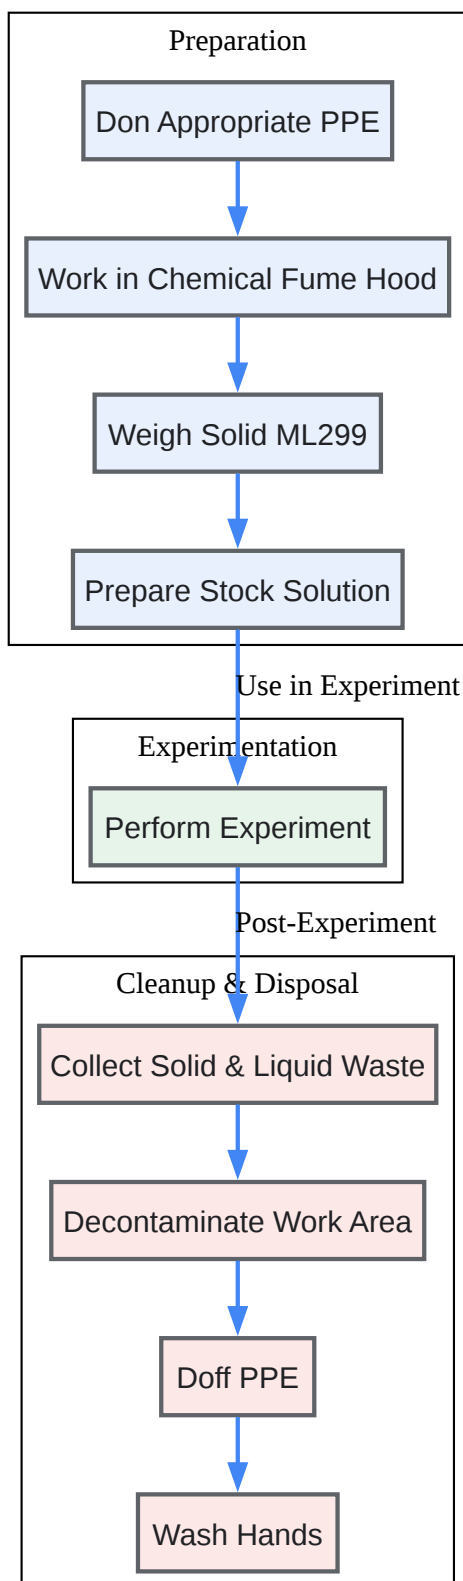 Preparation
Don Appropriate PPE
Work in Chemical Fume Hood
Weigh Solid ML299
Prepare Stock Solution
Use in Experiment
Experimentation
Perform Experiment
Post-Experiment
Cleanup & Disposal
Collect Solid & Liquid Waste
Decontaminate Work Area
Doff PPE
Wash Hands